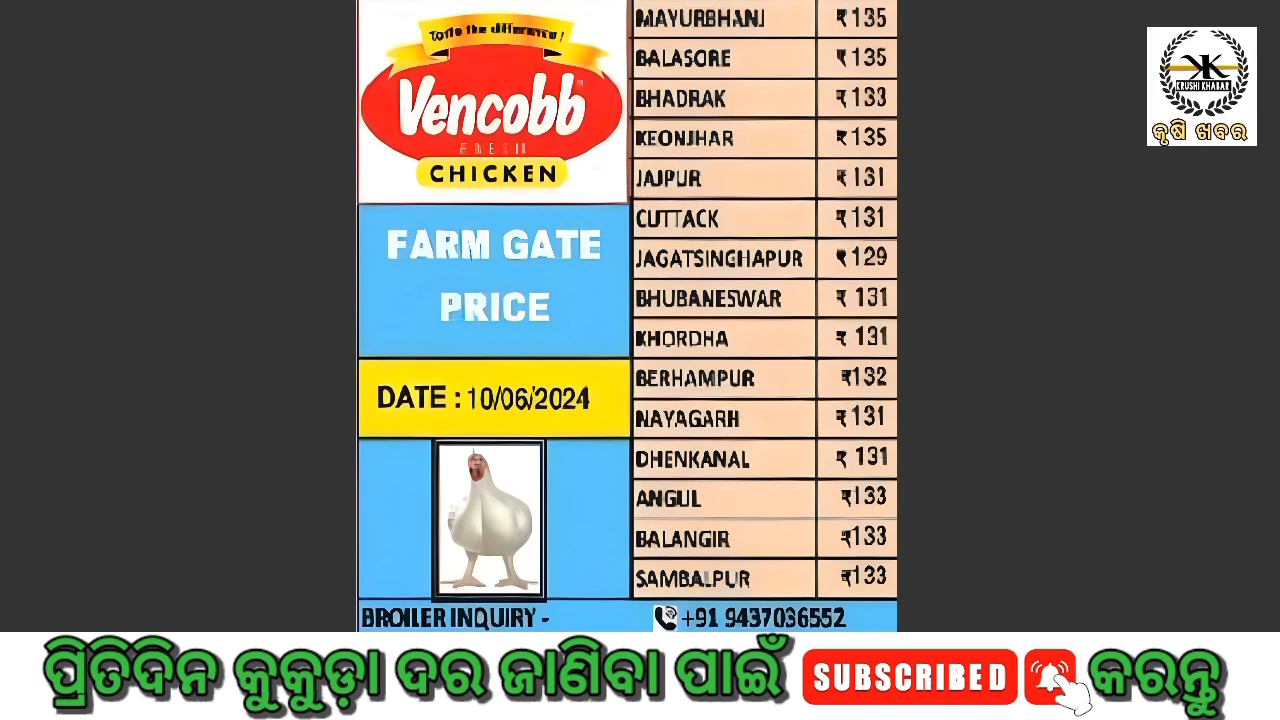 Taste the difference!
Vencobb
FRESH
CHICKEN
FARM GATE
PRICE
DATE : 10/06/2024
MAYURBHANJ ₹135
BALASORE ₹135
BHADRAK ₹133
KEONJHAR ₹135
JAJPUR ₹131
CUTTACK ₹131
JAGATSINGHAPUR ₹129
BHUBANESWAR ₹ 131
KHORDHA ₹ 131
BERHAMPUR ₹132
NAYAGARH ₹131
DHENKANAL ₹ 131
ANGUL ₹133
BALANGIR ₹133
SAMBALPUR ₹133
BROILER INQUIRY - +91 9437036552
KK
KRUSHI KHABAR
କୃଷି ଖବର
ପ୍ରତିଦିନ କୁକୁଡ଼ା ଦର ଜାଣିବା ପାଇଁ SUBSCRIBED କରନ୍ତୁ